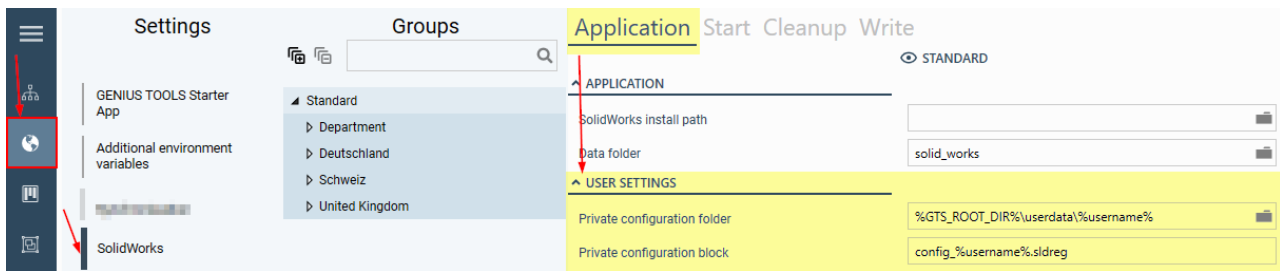 Settings
GENIUS TOOLS Starter
App
Additional environment
variables
SolidWorks
Groups
Standard
Department
Deutschland
Schweiz
United Kingdom
Application Start Cleanup Write
STANDARD
APPLICATION
SolidWorks install path
Data folder
solid_works
USER SETTINGS
Private configuration folder
%GTS_ROOT_DIR%\userdata\%username%
Private configuration block
config_%username%.sldreg